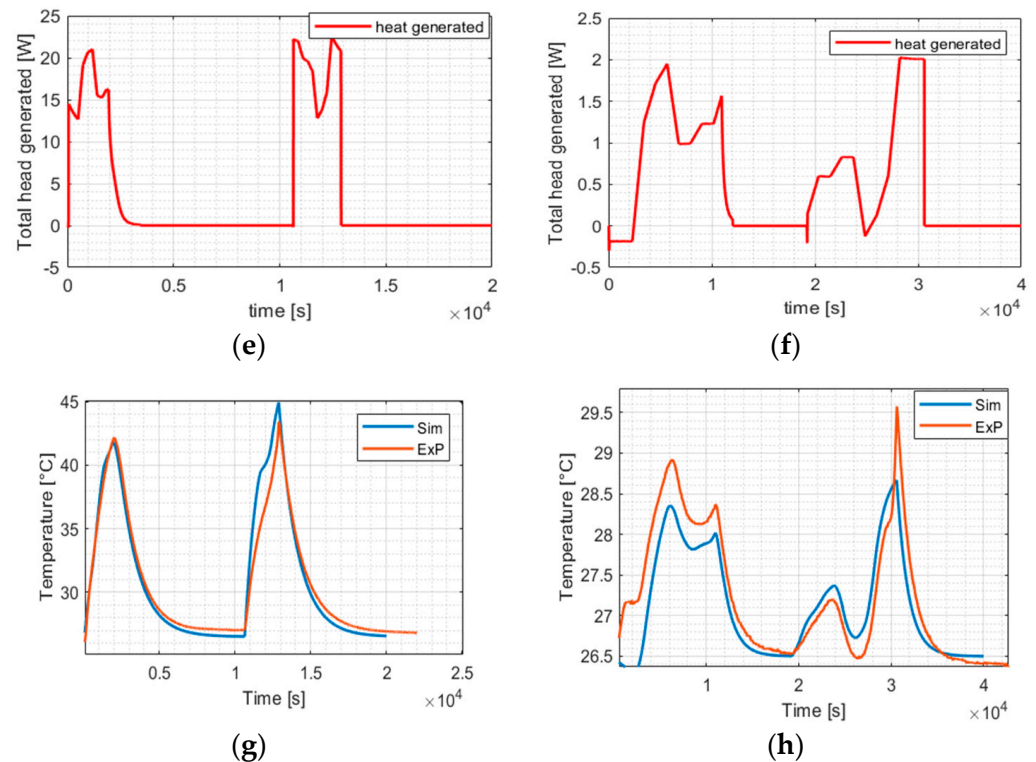 25
20
15
10
5
0
-5
Total head generated [W]
heat generated
0
0.5
1
1.5
2
time [s]
×10⁴
(e)
2.5
2
1.5
1
0.5
0
-0.5
Total head generated [W]
heat generated
0
1
2
3
4
time [s]
×10⁴
(f)
45
40
35
30
Temperature [°C]
Sim
ExP
0.5
1
1.5
2
2.5
Time [s]
×10⁴
(g)
29.5
29
28.5
28
27.5
27
26.5
Temperature [°C]
Sim
ExP
1
2
3
4
Time [s]
×10⁴
(h)